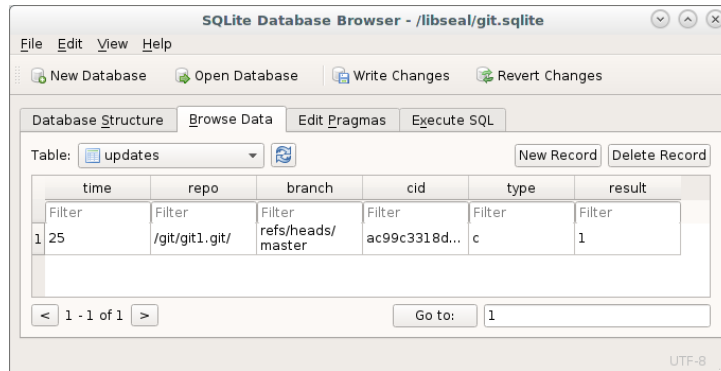 SQLite Database Browser - /libseal/git.sqlite
File Edit View Help
New Database Open Database Write Changes Revert Changes
Database Structure Browse Data Edit Pragmas Execute SQL
Table: updates New Record Delete Record
time repo branch cid type result
Filter Filter Filter Filter Filter Filter
1 25 /git/git1.git/ refs/heads/ ac99c3318d... c 1
master
< 1 - 1 of 1 > Go to: 1
UTF-8